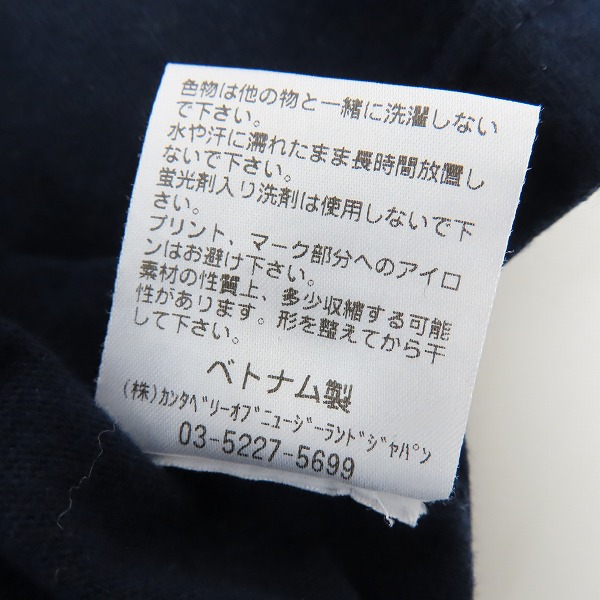 色物は他の物と一緒に洗濯しない
で下さい。
水や汗に濡れたまま長時間放置し
ないで下さい。
蛍光剤入り洗剤は使用しないで下
さい。
プリント、マーク部分へのアイロ
ンはお避け下さい。
素材の性質上、多少収縮する可能
性があります。形を整えてから干
して下さい。
ベトナム製
(株)ｶﾝﾀﾍﾞﾘｰｵﾌﾞﾆｭｰｼﾞｰﾗﾝﾄﾞｼﾞｬﾊﾟﾝ
03-5227-5699